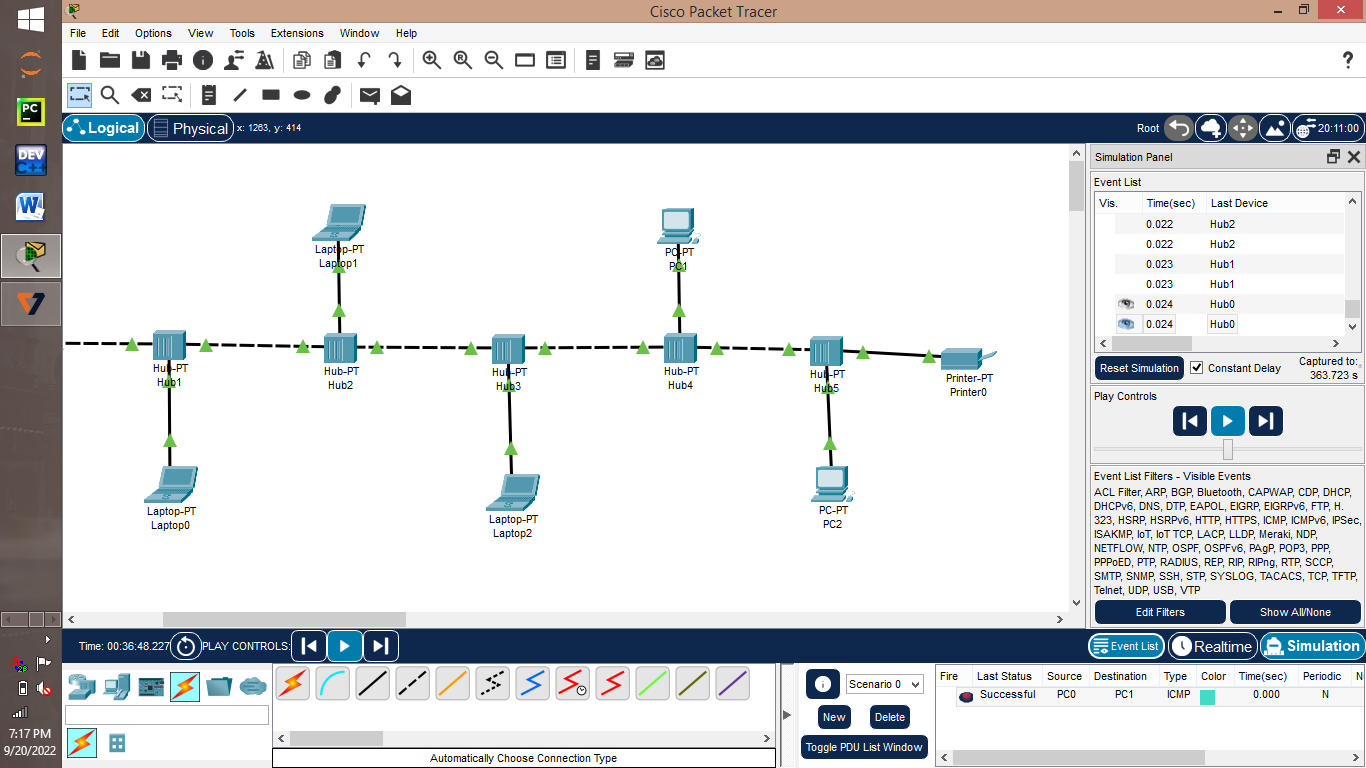 Cisco Packet Tracer
File Edit Options View Tools Extensions Window Help
?
Logical Physical x: 1263, y: 414 Root 20:11:00
PC
DEV
C++
W
Simulation Panel
Event List
Vis. Time(sec) Last Device
0.022 Hub2
0.022 Hub2
0.023 Hub1
0.023 Hub1
0.024 Hub0
0.024 Hub0
Reset Simulation Constant Delay Captured to:
363.723 s
Play Controls
Event List Filters - Visible Events
ACL Filter, ARP, BGP, Bluetooth, CAPWAP, CDP, DHCP,
DHCPv6, DNS, DTP, EAPOL, EIGRP, EIGRPv6, FTP, H.
323, HSRP, HSRPv6, HTTP, HTTPS, ICMP, ICMPv6, IPSec,
ISAKMP, IoT, IoT TCP, LACP, LLDP, Meraki, NDP,
NETFLOW, NTP, OSPF, OSPFv6, PAgP, POP3, PPP,
PPPoED, PTP, RADIUS, REP, RIP, RIPng, RTP, SCCP,
SMTP, SNMP, SSH, STP, SYSLOG, TACACS, TCP, TFTP,
Telnet, UDP, USB, VTP
Edit Filters Show All/None
Laptop-PT
Laptop1
PC-PT
PC1
Hub-PT
Hub1
Hub-PT
Hub2
Hub-PT
Hub3
Hub-PT
Hub4
Hub-PT
Hub5
Printer-PT
Printer0
Laptop-PT
Laptop0
Laptop-PT
Laptop2
PC-PT
PC2
Time: 00:36:48.227 PLAY CONTROLS:
Event List Realtime Simulation
Automatically Choose Connection Type
Scenario 0
New Delete
Toggle PDU List Window
Fire Last Status Source Destination Type Color Time(sec) Periodic N
Successful PC0 PC1 ICMP 0.000 N
7:17 PM
9/20/2022